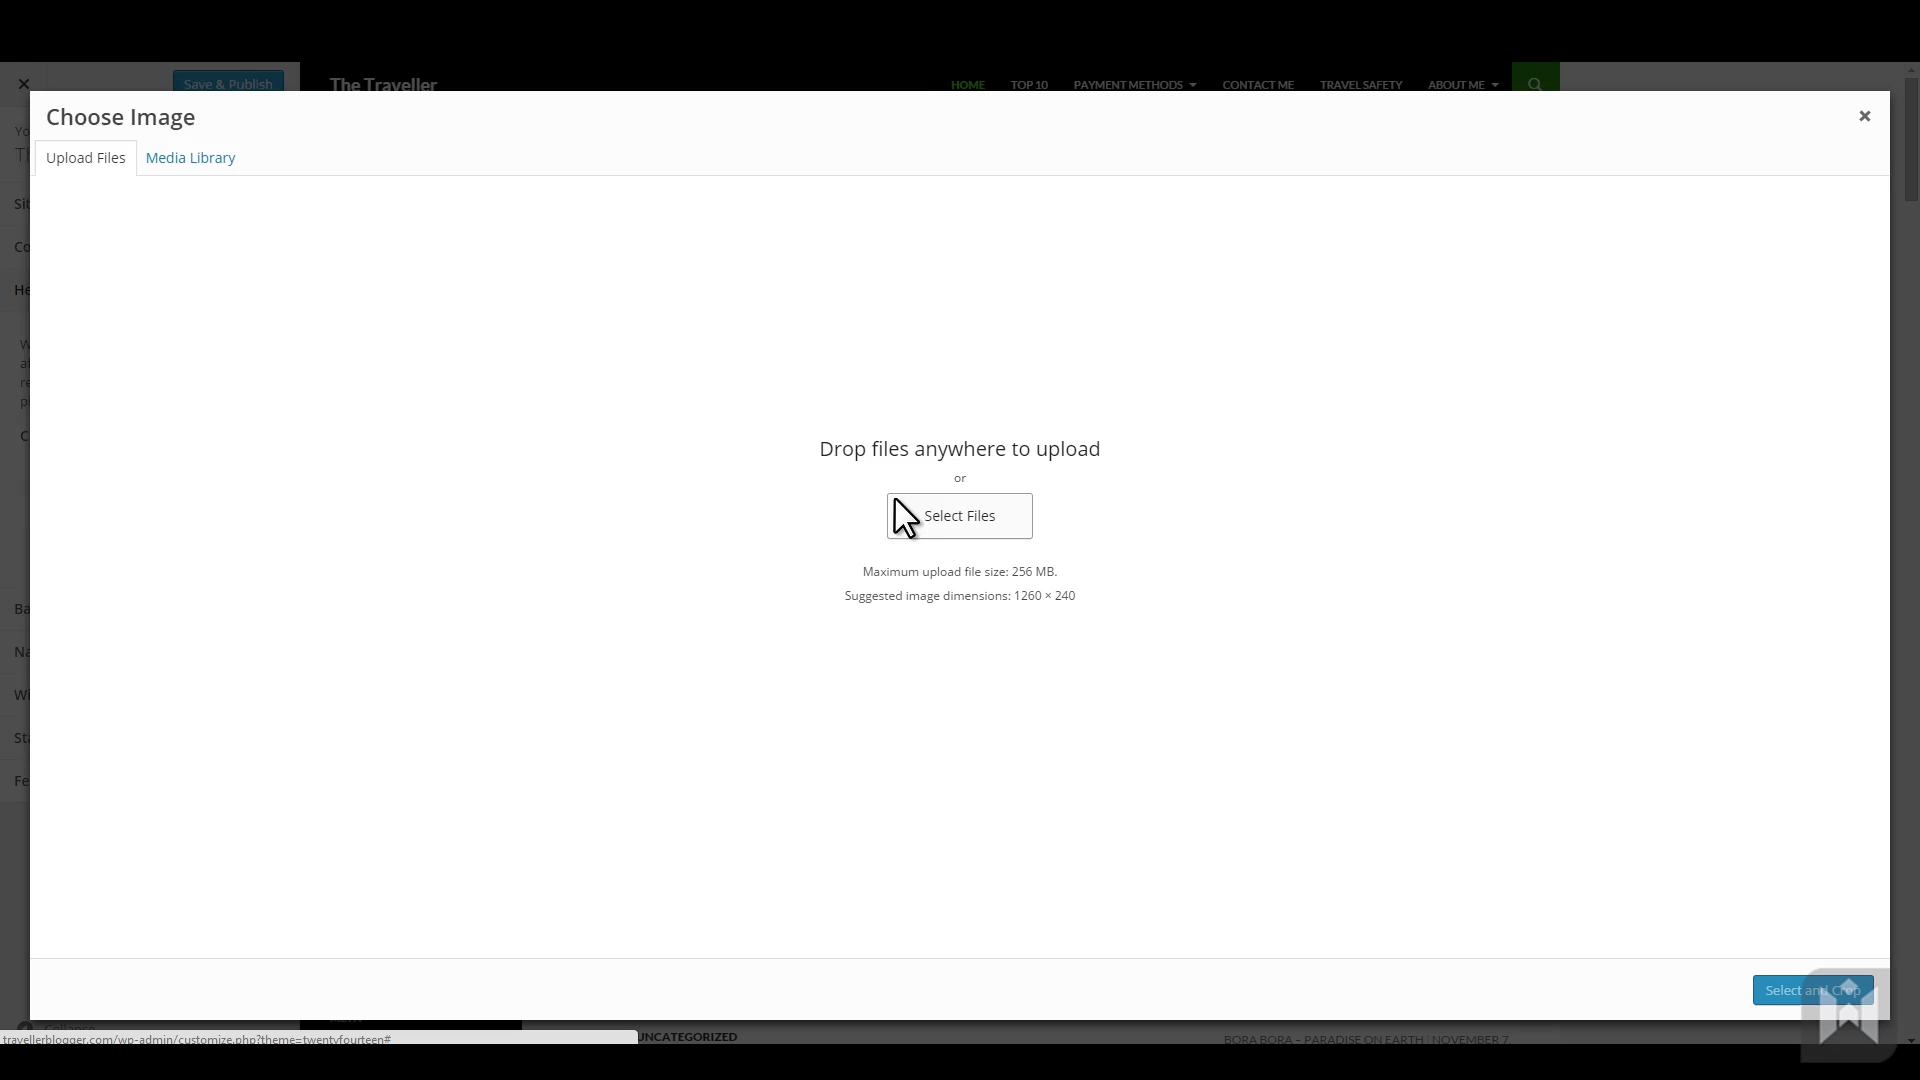 Save & Publish
The Traveller
HOME
TOP 10
PAYMENT METHODS
CONTACT ME
TRAVEL SAFETY
ABOUT ME
Choose Image
Upload Files
Media Library
Drop files anywhere to upload
or
Select Files
Maximum upload file size: 256 MB.
Suggested image dimensions: 1260 × 240
Select and Crop
Collapse
travellerblogger.com/wp-admin/customize.php?theme=twentyfourteen#
UNCATEGORIZED
BORA BORA – PARADISE ON EARTH
NOVEMBER 7,